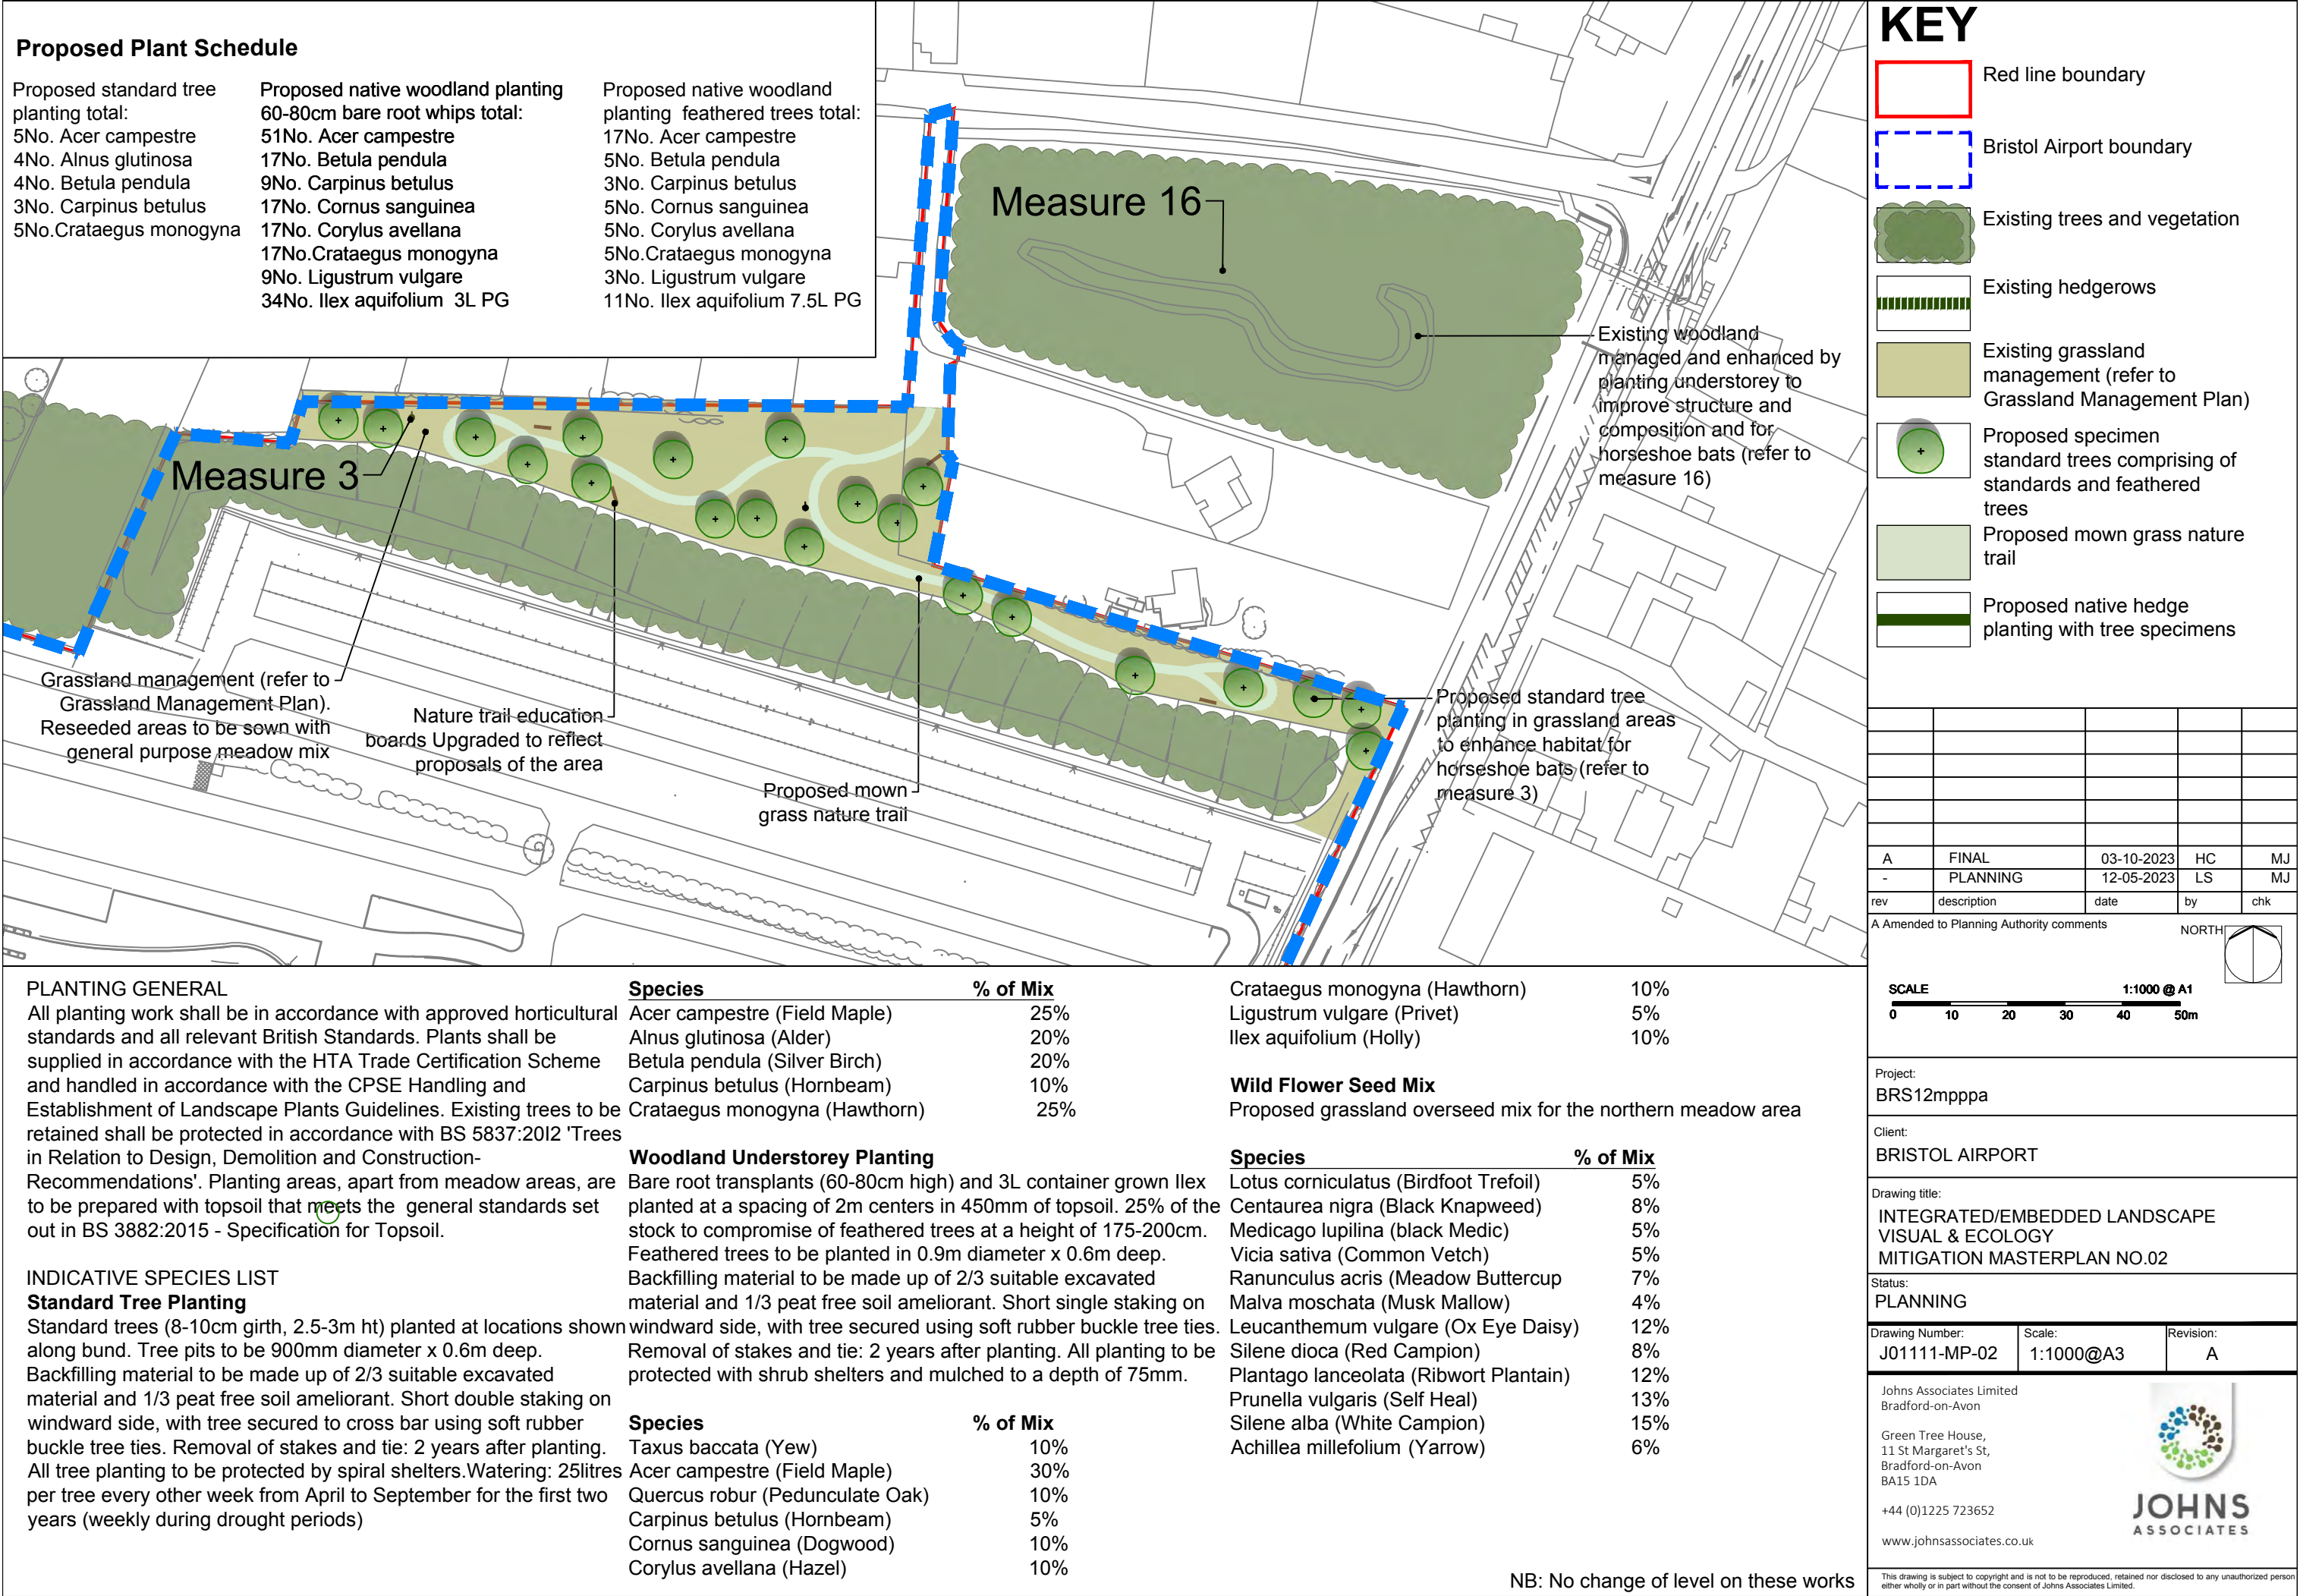 Proposed Plant Schedule
Proposed standard tree
planting total:
5No. Acer campestre
4No. Alnus glutinosa
4No. Betula pendula
3No. Carpinus betulus
5No.Crataegus monogyna
Proposed native woodland planting
60-80cm bare root whips total:
51No. Acer campestre
17No. Betula pendula
9No. Carpinus betulus
17No. Cornus sanguinea
17No. Corylus avellana
17No.Crataegus monogyna
9No. Ligustrum vulgare
34No. Ilex aquifolium 3L PG
Proposed native woodland
planting feathered trees total:
17No. Acer campestre
5No. Betula pendula
3No. Carpinus betulus
5No. Cornus sanguinea
5No. Corylus avellana
5No.Crataegus monogyna
3No. Ligustrum vulgare
11No. Ilex aquifolium 7.5L PG
Measure 16
Existing woodland
managed and enhanced by
planting understorey to
improve structure and
composition and for
horseshoe bats (refer to
measure 16)
Measure 3
Grassland management (refer to
Grassland Management Plan).
Reseeded areas to be sown with
general purpose meadow mix
Nature trail education
boards Upgraded to reflect
proposals of the area
Proposed mown
grass nature trail
Proposed standard tree
planting in grassland areas
to enhance habitat for
horseshoe bats (refer to
measure 3)
KEY
Red line boundary
Bristol Airport boundary
Existing trees and vegetation
Existing hedgerows
Existing grassland
management (refer to
Grassland Management Plan)
Proposed specimen
standard trees comprising of
standards and feathered
trees
Proposed mown grass nature
trail
Proposed native hedge
planting with tree specimens
A FINAL 03-10-2023 HC MJ
- PLANNING 12-05-2023 LS MJ
rev description date by chk
A Amended to Planning Authority comments
NORTH
SCALE 1:1000 @ A1
0 10 20 30 40 50m
Project:
BRS12mpppa
Client:
BRISTOL AIRPORT
Drawing title:
INTEGRATED/EMBEDDED LANDSCAPE
VISUAL & ECOLOGY
MITIGATION MASTERPLAN NO.02
Status:
PLANNING
Drawing Number:
J01111-MP-02
Scale:
1:1000@A3
Revision:
A
Johns Associates Limited
Bradford-on-Avon
Green Tree House,
11 St Margaret's St,
Bradford-on-Avon
BA15 1DA
+44 (0)1225 723652
www.johnsassociates.co.uk
JOHNS
ASSOCIATES
This drawing is subject to copyright and is not to be reproduced, retained nor disclosed to any unauthorized person
either wholly or in part without the consent of Johns Associates Limited.
PLANTING GENERAL
All planting work shall be in accordance with approved horticultural
standards and all relevant British Standards. Plants shall be
supplied in accordance with the HTA Trade Certification Scheme
and handled in accordance with the CPSE Handling and
Establishment of Landscape Plants Guidelines. Existing trees to be
retained shall be protected in accordance with BS 5837:20I2 'Trees
in Relation to Design, Demolition and Construction-
Recommendations'. Planting areas, apart from meadow areas, are
to be prepared with topsoil that meets the general standards set
out in BS 3882:2015 - Specification for Topsoil.
INDICATIVE SPECIES LIST
Standard Tree Planting
Standard trees (8-10cm girth, 2.5-3m ht) planted at locations shown
along bund. Tree pits to be 900mm diameter x 0.6m deep.
Backfilling material to be made up of 2/3 suitable excavated
material and 1/3 peat free soil ameliorant. Short double staking on
windward side, with tree secured to cross bar using soft rubber
buckle tree ties. Removal of stakes and tie: 2 years after planting.
All tree planting to be protected by spiral shelters.Watering: 25litres
per tree every other week from April to September for the first two
years (weekly during drought periods)
Species % of Mix
Acer campestre (Field Maple) 25%
Alnus glutinosa (Alder) 20%
Betula pendula (Silver Birch) 20%
Carpinus betulus (Hornbeam) 10%
Crataegus monogyna (Hawthorn) 25%
Woodland Understorey Planting
Bare root transplants (60-80cm high) and 3L container grown Ilex
planted at a spacing of 2m centers in 450mm of topsoil. 25% of the
stock to compromise of feathered trees at a height of 175-200cm.
Feathered trees to be planted in 0.9m diameter x 0.6m deep.
Backfilling material to be made up of 2/3 suitable excavated
material and 1/3 peat free soil ameliorant. Short single staking on
windward side, with tree secured using soft rubber buckle tree ties.
Removal of stakes and tie: 2 years after planting. All planting to be
protected with shrub shelters and mulched to a depth of 75mm.
Species % of Mix
Taxus baccata (Yew) 10%
Acer campestre (Field Maple) 30%
Quercus robur (Pedunculate Oak) 10%
Carpinus betulus (Hornbeam) 5%
Cornus sanguinea (Dogwood) 10%
Corylus avellana (Hazel) 10%
Crataegus monogyna (Hawthorn) 10%
Ligustrum vulgare (Privet) 5%
Ilex aquifolium (Holly) 10%
Wild Flower Seed Mix
Proposed grassland overseed mix for the northern meadow area
Species % of Mix
Lotus corniculatus (Birdfoot Trefoil) 5%
Centaurea nigra (Black Knapweed) 8%
Medicago lupilina (black Medic) 5%
Vicia sativa (Common Vetch) 5%
Ranunculus acris (Meadow Buttercup 7%
Malva moschata (Musk Mallow) 4%
Leucanthemum vulgare (Ox Eye Daisy) 12%
Silene dioca (Red Campion) 8%
Plantago lanceolata (Ribwort Plantain) 12%
Prunella vulgaris (Self Heal) 13%
Silene alba (White Campion) 15%
Achillea millefolium (Yarrow) 6%
NB: No change of level on these works